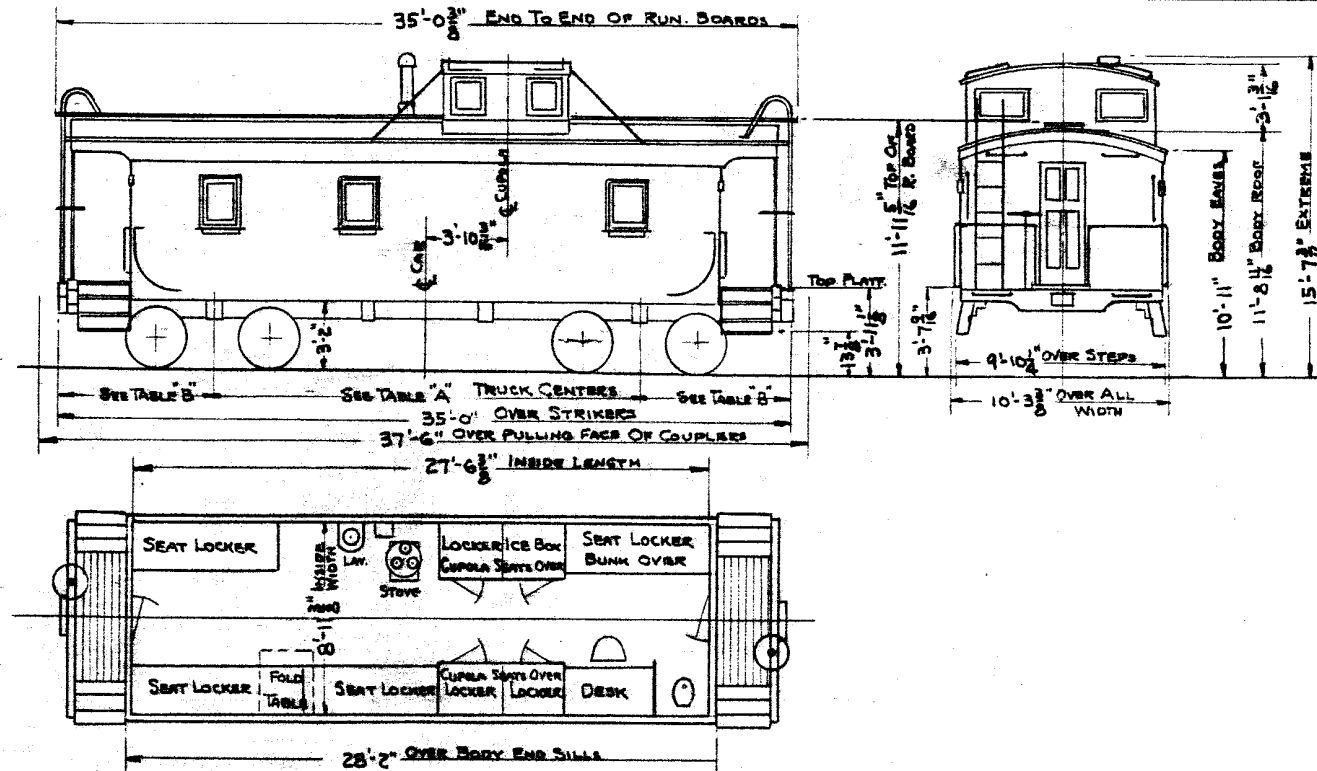 35'-0 3/8" END TO END OF RUN. BOARDS
℄ CUPOLA
3'-10 3/8"
℄ CAR
3'-2"
TOP PLATF.
1'-3 7/8"
3'-11 1/8"
11'-11 5/16" TOP OF
R. BOARD
3'-7 9/16"
10'-11" BODY EAVES
11'-8 4/16" BODY ROOF
3'-1 3/16"
15'-7 3/8" EXTREME
9'-10 1/4" OVER STEPS
10'-3 3/8" OVER ALL
WIDTH
SEE TABLE "B"
SEE TABLE "A" TRUCK CENTERS
SEE TABLE "B"
35'-0" OVER STRIKERS
37'-6" OVER PULLING FACE OF COUPLERS
27'-6 3/8" INSIDE LENGTH
SEAT LOCKER
8'-11" INSIDE
WIDTH
LAV.
STOVE
LOCKER ICE BOX
CUPOLA SEATS OVER
SEAT LOCKER
BUNK OVER
SEAT LOCKER
FOLD
TABLE
SEAT LOCKER
CUPOLA SEATS OVER
LOCKER LOCKER
DESK
28'-2" OVER BODY END SILLS